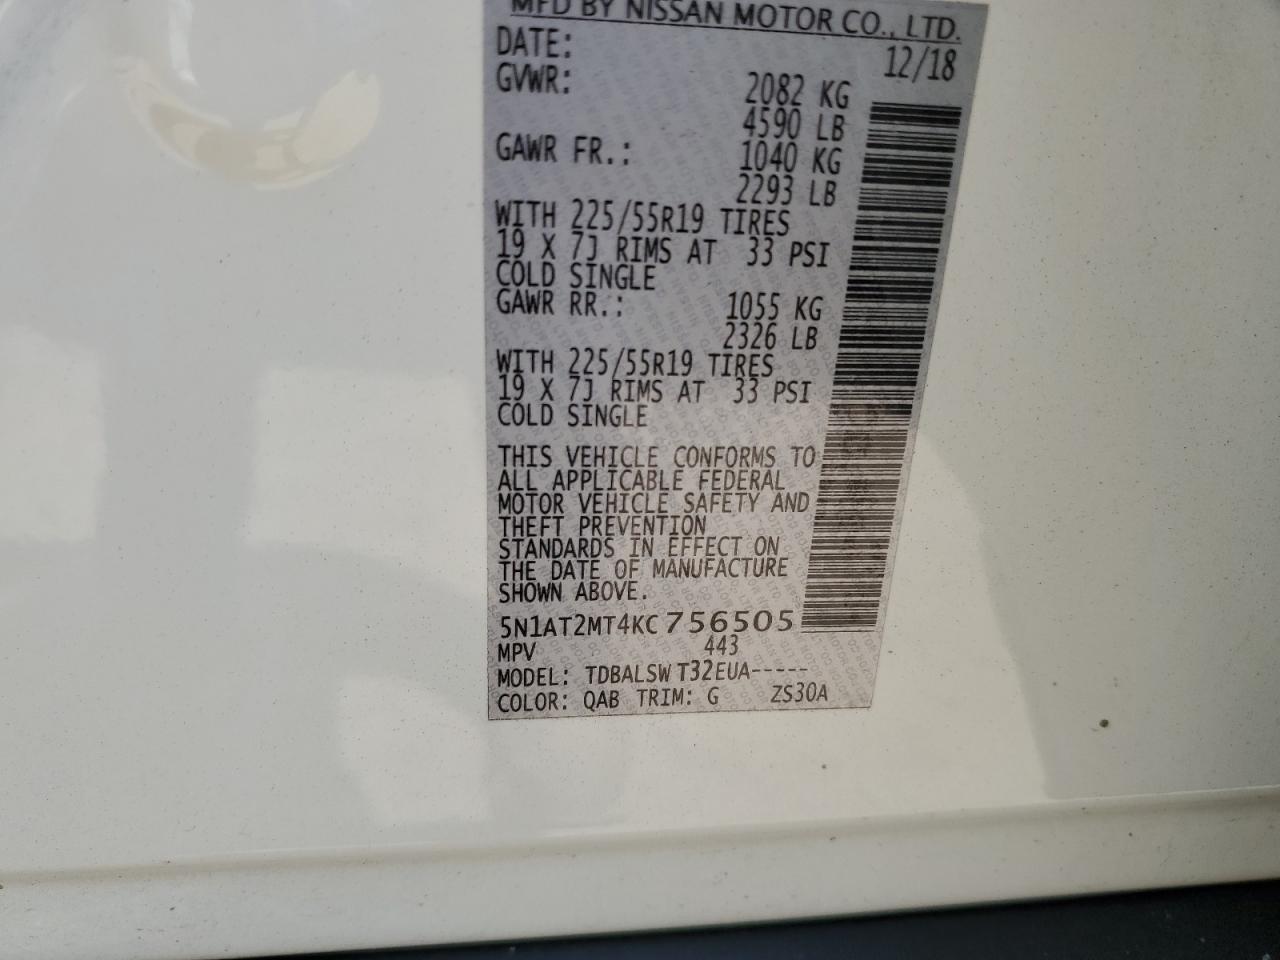 MFD BY NISSAN MOTOR CO., LTD.
DATE: 12/18
GVWR: 2082 KG
4590 LB
GAWR FR.: 1040 KG
2293 LB
WITH 225/55R19 TIRES
19 X 7J RIMS AT 33 PSI
COLD SINGLE
GAWR RR.: 1055 KG
2326 LB
WITH 225/55R19 TIRES
19 X 7J RIMS AT 33 PSI
COLD SINGLE
THIS VEHICLE CONFORMS TO
ALL APPLICABLE FEDERAL
MOTOR VEHICLE SAFETY AND
THEFT PREVENTION
STANDARDS IN EFFECT ON
THE DATE OF MANUFACTURE
SHOWN ABOVE.
5N1AT2MT4KC756505
MPV 443
MODEL: TDBALSW T32EUA-----
COLOR: QAB TRIM: G ZS30A